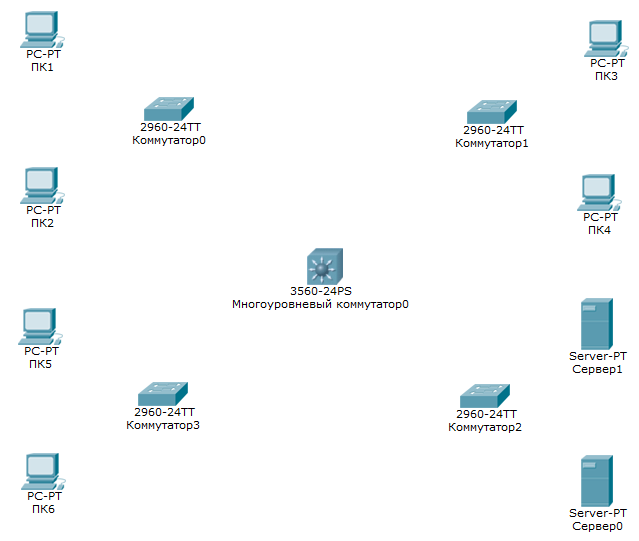 PC-PT
ПК1
PC-PT
ПК3
2960-24TT
Коммутатор0
2960-24TT
Коммутатор1
PC-PT
ПК2
PC-PT
ПК4
3560-24PS
Многоуровневый коммутатор0
PC-PT
ПК5
Server-PT
Сервер1
2960-24TT
Коммутатор3
2960-24TT
Коммутатор2
PC-PT
ПК6
Server-PT
Сервер0